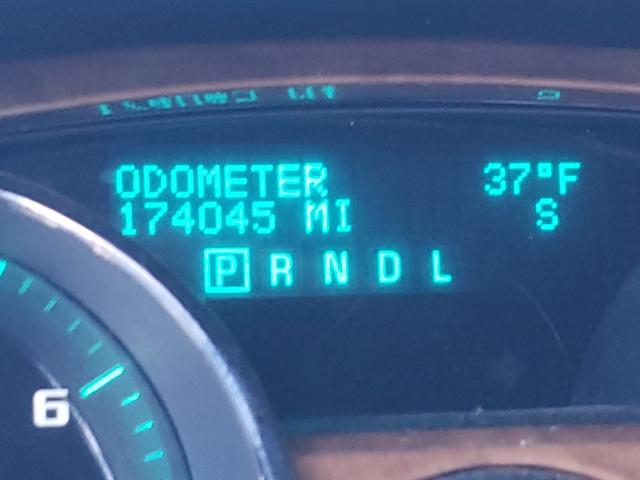 ODOMETER 37°F
174045 MI S
P R N D L
6